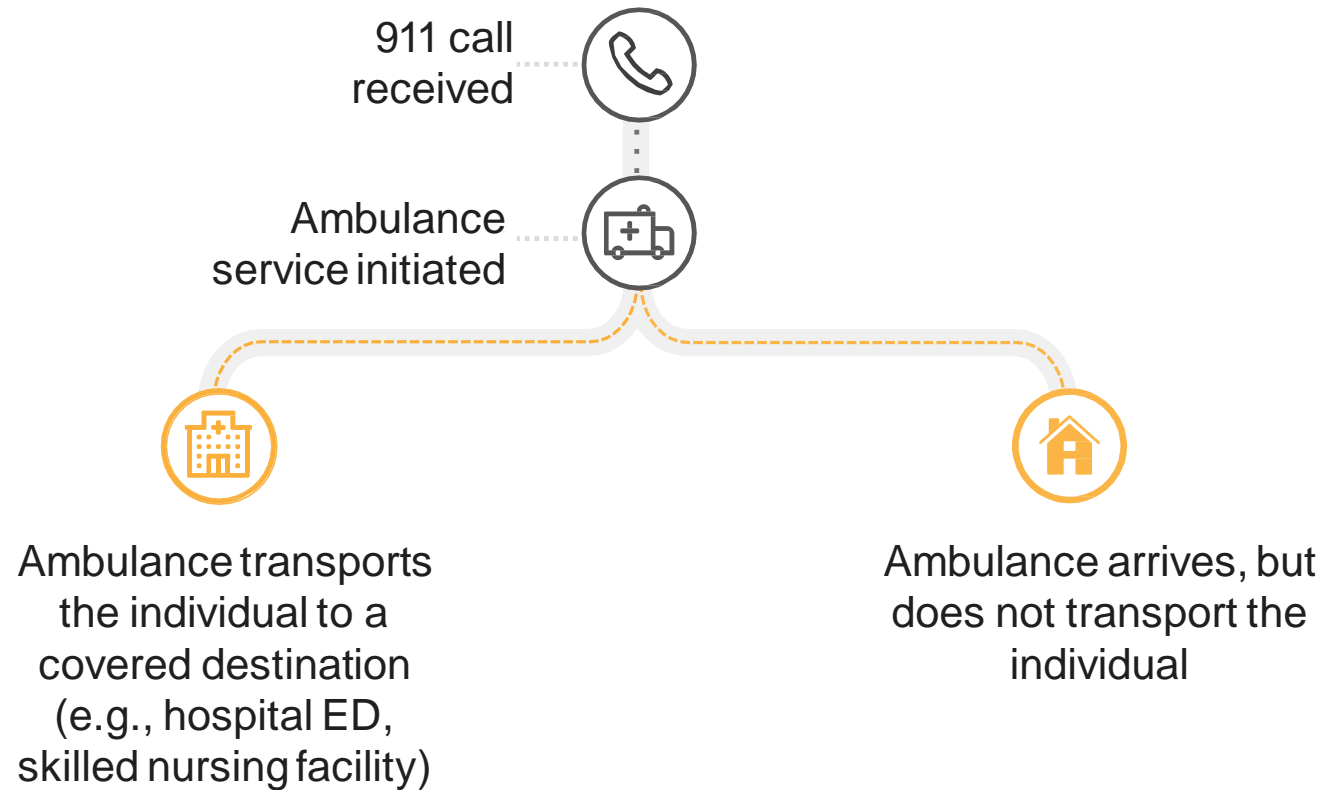 911 call
received
Ambulance
service initiated
Ambulance transports
the individual to a
covered destination
(e.g., hospital ED,
skilled nursing facility)
Ambulance arrives, but
does not transport the
individual